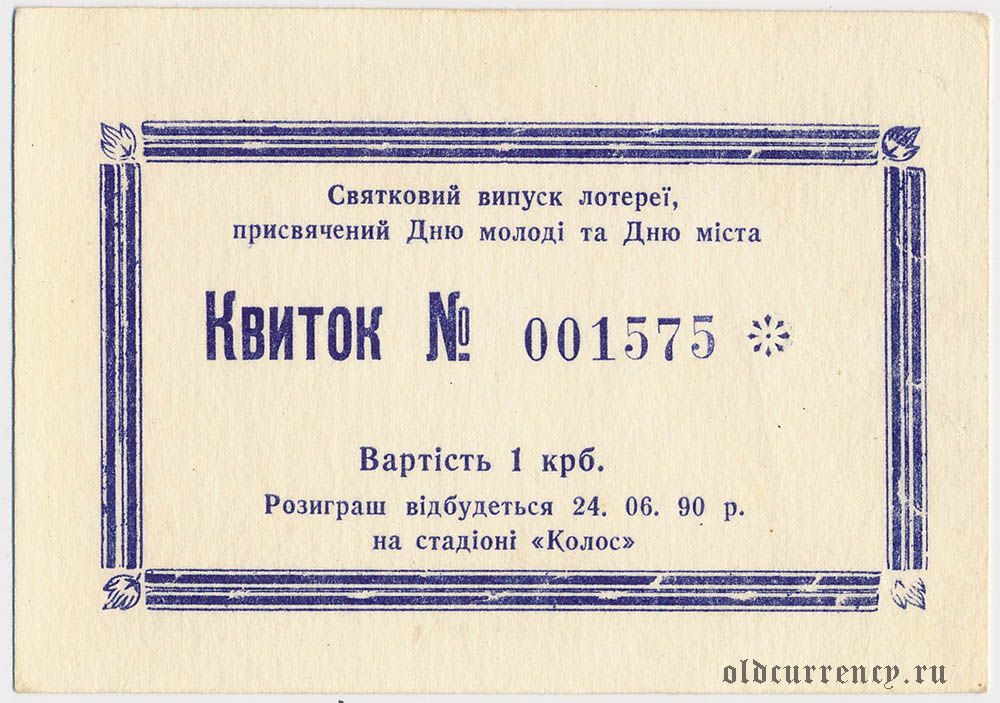 Святковий випуск лотереї,
присвячений Дню молоді та Дню міста
Квиток № 001575
Вартість 1 крб.
Розиграш відбудеться 24. 06. 90 р.
на стадіоні «Колос»
oldcurrency.ru